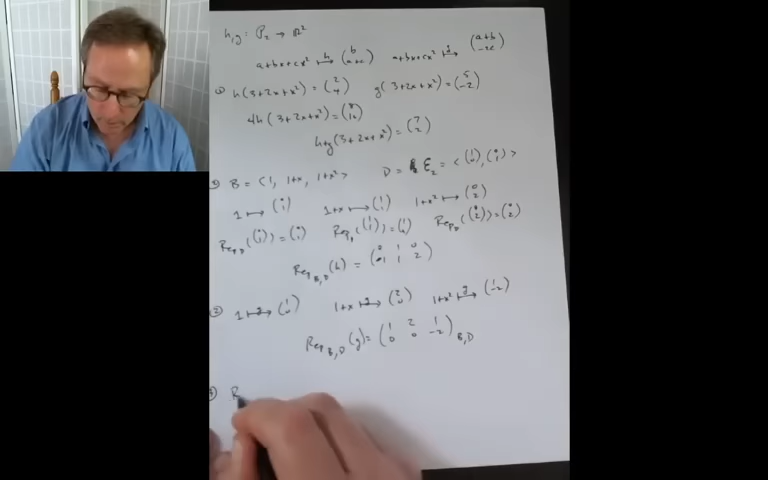 h,g : P₂ → ℝ²
a+bx+cx² ↦ʰ (b / a+c)  a+bx+cx² ↦ᵍ (a+b / -2c)
h(3+2x+x²) = (2 / 4)  g(3+2x+x²) = (5 / -2)
4h(3+2x+x²) = (8 / 16)
h+g(3+2x+x²) = (7 / 2)
B = <1, 1+x, 1+x²>  D = ℰ₂ = <(1 / 0), (0 / 1)>
1 ↦ (0 / 1)  1+x ↦ (1 / 1)  1+x² ↦ (0 / 2)
Rep_D((0 / 1)) = (0 / 1)  Rep_D((1 / 1)) = (1 / 1)  Rep_D((0 / 2)) = (0 / 2)
Rep_B,D(h) = (0 1 0 / 1 1 2)
② 1 ↦ᵍ (1 / 0)  1+x ↦ᵍ (2 / 0)  1+x² ↦ᵍ (1 / -2)
Rep_B,D(g) = (1 2 1 / 0 0 -2)_B,D
R